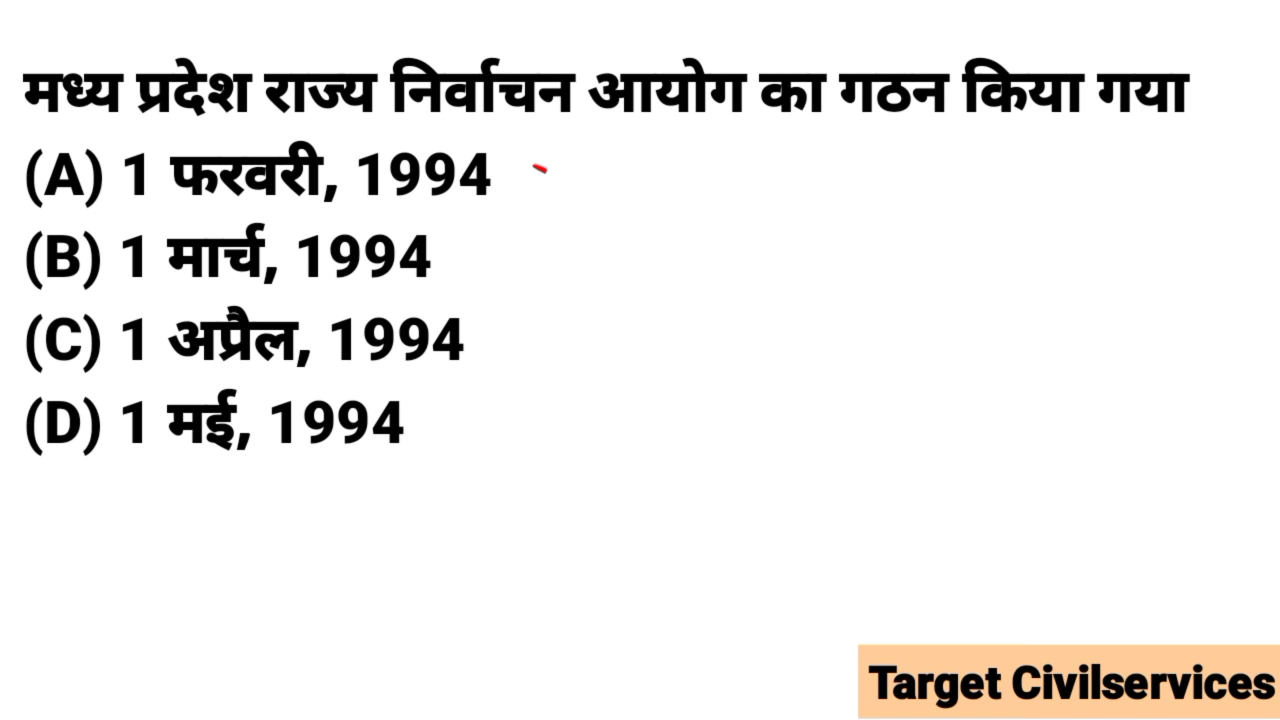 मध्य प्रदेश राज्य निर्वाचन आयोग का गठन किया गया
(A) 1 फरवरी, 1994
(B) 1 मार्च, 1994
(C) 1 अप्रैल, 1994
(D) 1 मई, 1994
Target Civilservices